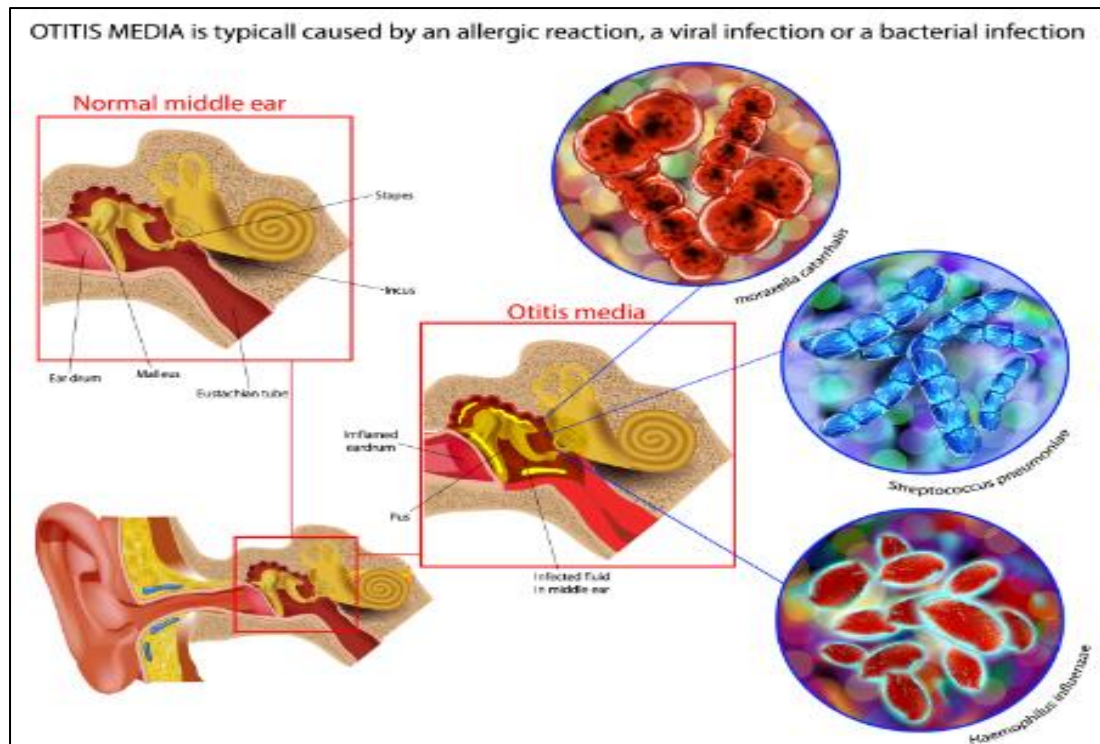 OTITIS MEDIA is typicall caused by an allergic reaction, a viral infection or a bacterial infection
Normal middle ear
Stapes
Incus
Ear drum
Malleus
Eustachian tube
moraxella catarrhalis
Otitis media
Imflamed
eardrum
Pus
Infected fluid
in middle ear
Streptococcus pneumoniae
Haemophilus influenzae